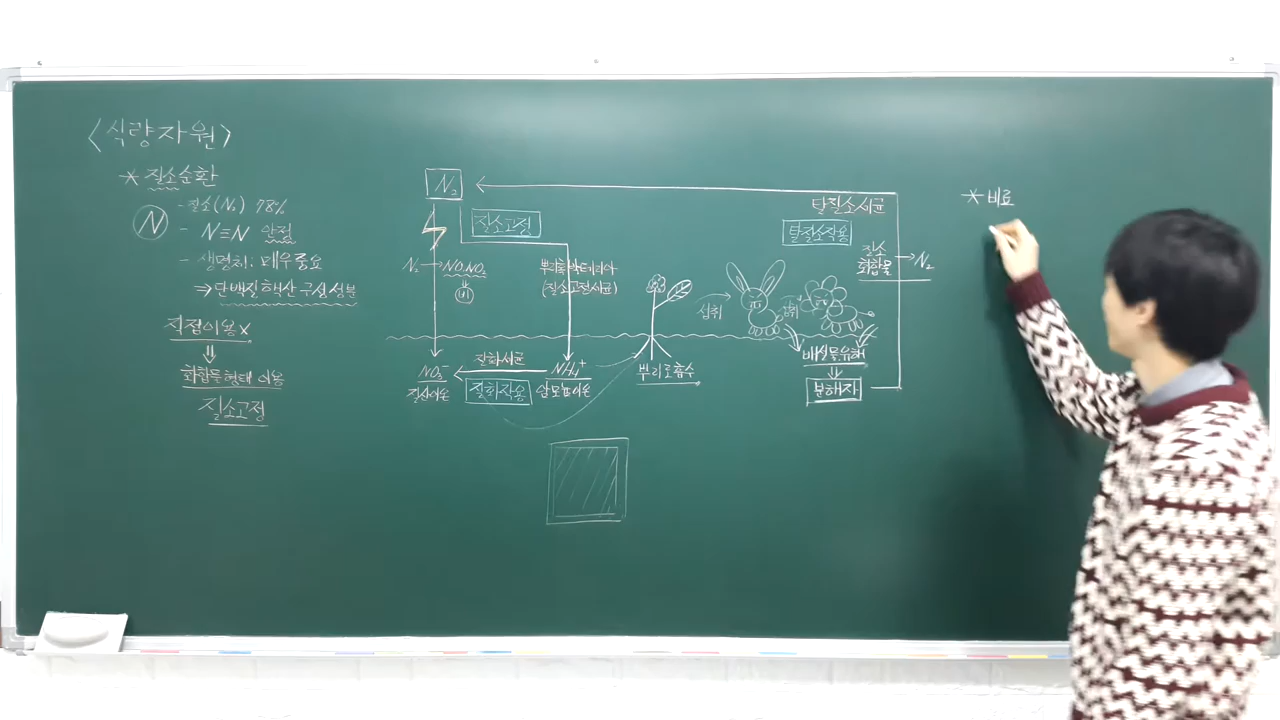 <식량자원>
* 질소순환
N
- 질소(N₂) 78%
- N≡N 안정
- 생명체: 매우중요
⇒ 단백질 핵산 구성성분
직접이용 X
⇓
화합물 형태 이용
질소고정
N₂
질소고정
N₂ → NO, NO₂
⇓
비
뿌리혹박테리아
(질소고정세균)
NO₃⁻
질산이온
질화세균
질화작용
NH₄⁺
암모늄이온
뿌리로흡수
섭취
섭취
배설물유해
⇓
분해자
탈질소세균
탈질소작용
질소
화합물
→ N₂
* 비료